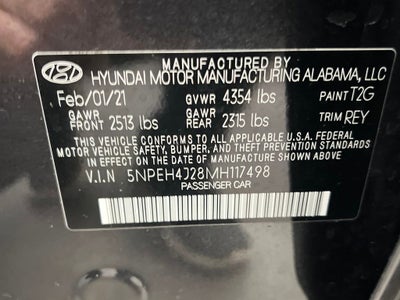 MANUFACTURED BY
HYUNDAI MOTOR MANUFACTURING ALABAMA, LLC
Feb/01/21 GVWR 4354 lbs PAINT T2G
GAWR FRONT 2513 lbs GAWR REAR 2315 lbs TRIM REY
THIS VEHICLE CONFORMS TO ALL APPLICABLE U.S.A. FEDERAL
MOTOR VEHICLE SAFETY, BUMPER, AND THEFT PREVENTION
STANDARDS IN EFFECT ON THE DATE OF MANUFACTURE SHOWN ABOVE.
V.I.N 5NPEH4J28MH117498
PASSENGER CAR